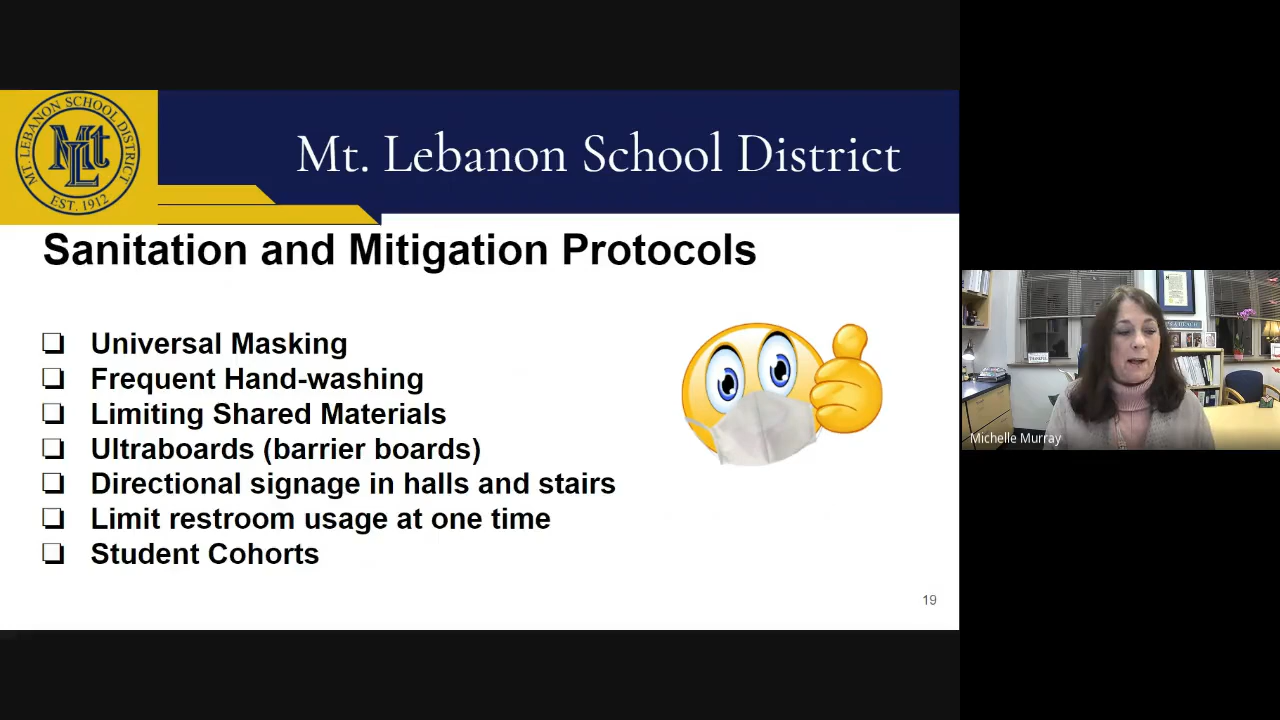 MT. LEBANON SCHOOL DISTRICT
MtL
EST. 1912
Mt. Lebanon School District
Sanitation and Mitigation Protocols
❏ Universal Masking
❏ Frequent Hand-washing
❏ Limiting Shared Materials
❏ Ultraboards (barrier boards)
❏ Directional signage in halls and stairs
❏ Limit restroom usage at one time
❏ Student Cohorts
19
Michelle Murray